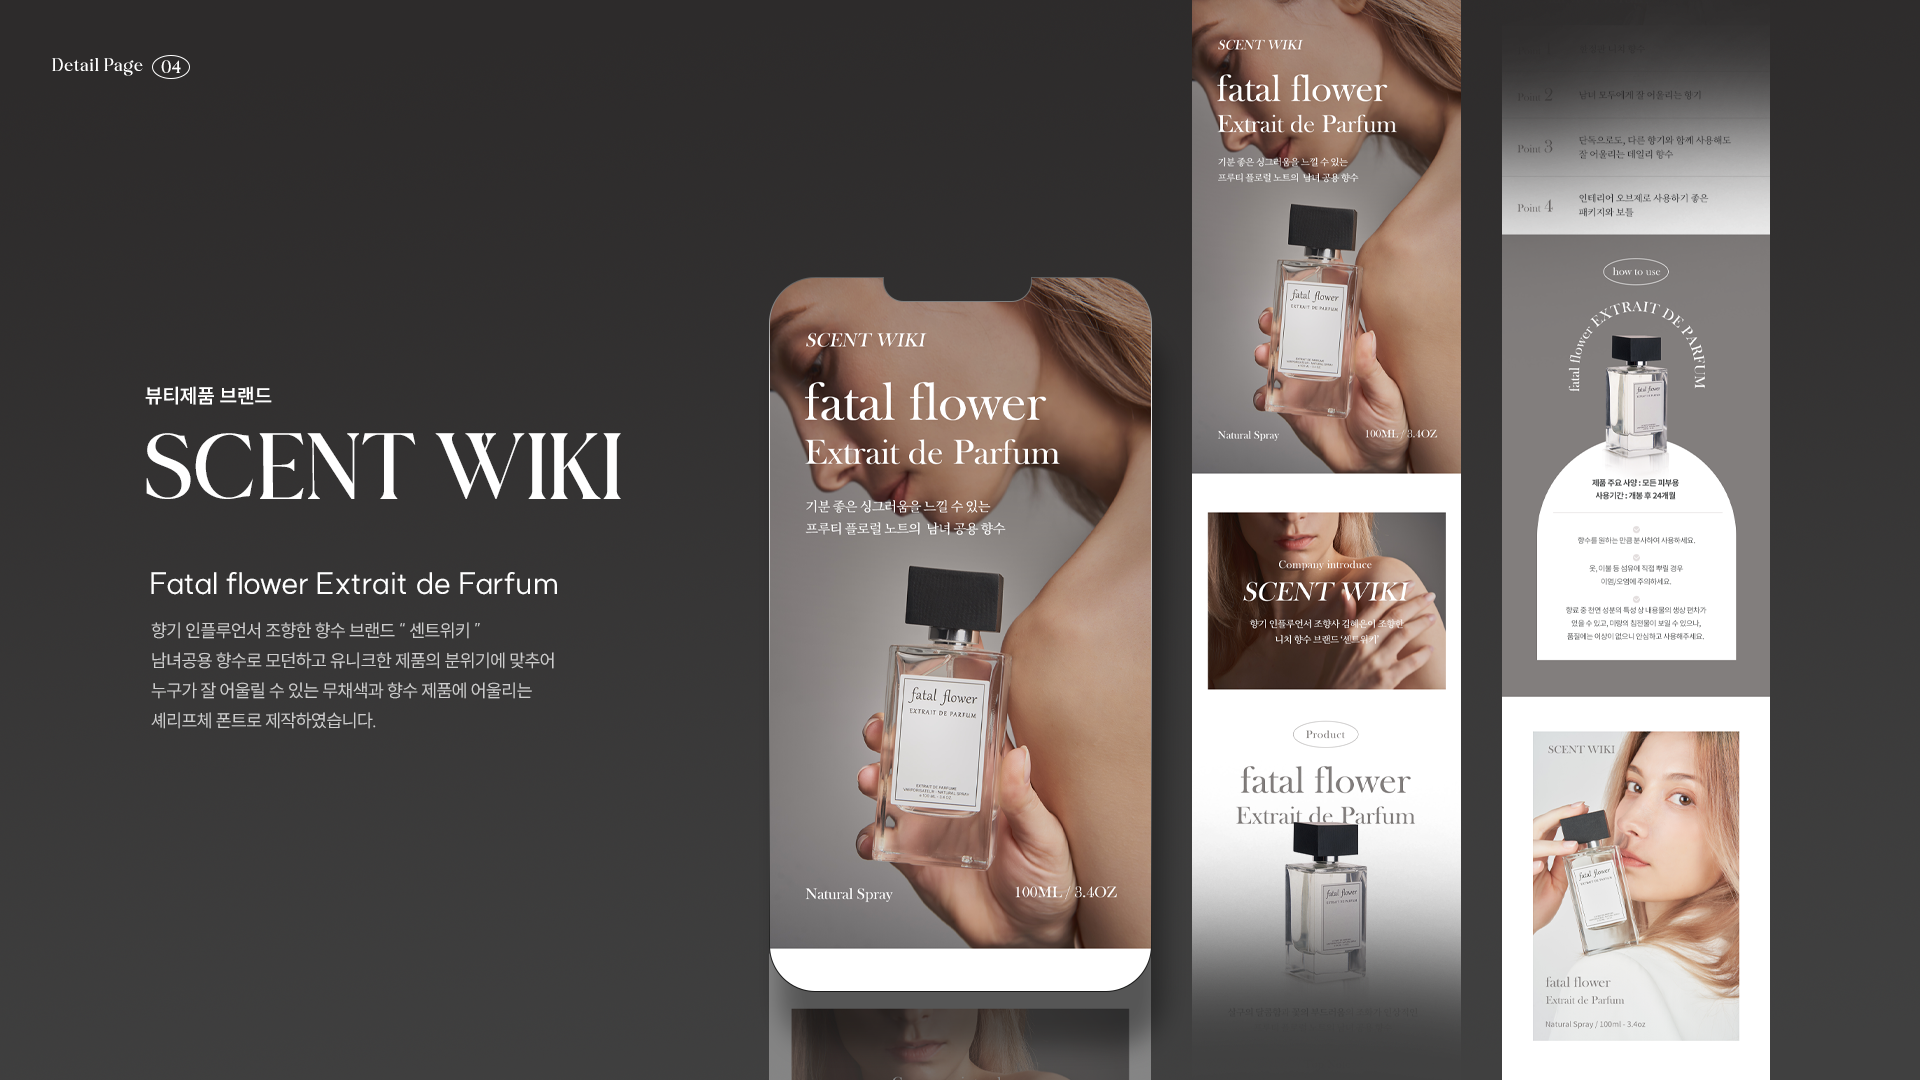 Detail Page 04
뷰티제품 브랜드
SCENT WIKI
Fatal flower Extrait de Farfum
향기 인플루언서 조향한 향수 브랜드 “ 센트위키 ”
남녀공용 향수로 모던하고 유니크한 제품의 분위기에 맞추어
누구가 잘 어울릴 수 있는 무채색과 향수 제품에 어울리는
세리프체 폰트로 제작하였습니다.
SCENT WIKI
fatal flower
Extrait de Parfum
기분 좋은 싱그러움을 느낄 수 있는
프루티 플로럴 노트의 남녀 공용 향수
fatal flower
EXTRAIT DE PARFUM
Natural Spray
100ML / 3.4OZ
SCENT WIKI
fatal flower
Extrait de Parfum
기분 좋은 싱그러움을 느낄 수 있는
프루티 플로럴 노트의 남녀 공용 향수
fatal flower
EXTRAIT DE PARFUM
Natural Spray
100ML / 3.4OZ
Company introduce
SCENT WIKI
향기 인플루언서 조향사 김혜은이 조향한
니치 향수 브랜드 '센트위키'
Product
fatal flower
Extrait de Parfum
fatal flower
Point 2 남녀 모두에게 잘 어울리는 향기
Point 3 단독으로도, 다른 향기와 함께 사용해도
잘 어울리는 데일리 향수
Point 4 인테리어 오브제로 사용하기 좋은
패키지와 보틀
how to use
fatal flower EXTRAIT DE PARFUM
fatal flower
제품 주요 사양 : 모든 피부용
사용기간 : 개봉 후 24개월
향수를 원하는 만큼 분사하여 사용하세요.
옷, 이불 등 섬유에 직접 뿌릴 경우
이염/오염에 주의하세요.
향료 중 천연 성분의 특성 상 내용물의 색상 편차가
있을 수 있고, 미량의 침전물이 보일 수 있으나,
품질에는 이상이 없으니 안심하고 사용해주세요.
SCENT WIKI
fatal flower
fatal flower
Extrait de Parfum
Natural Spray / 100ml - 3.4oz